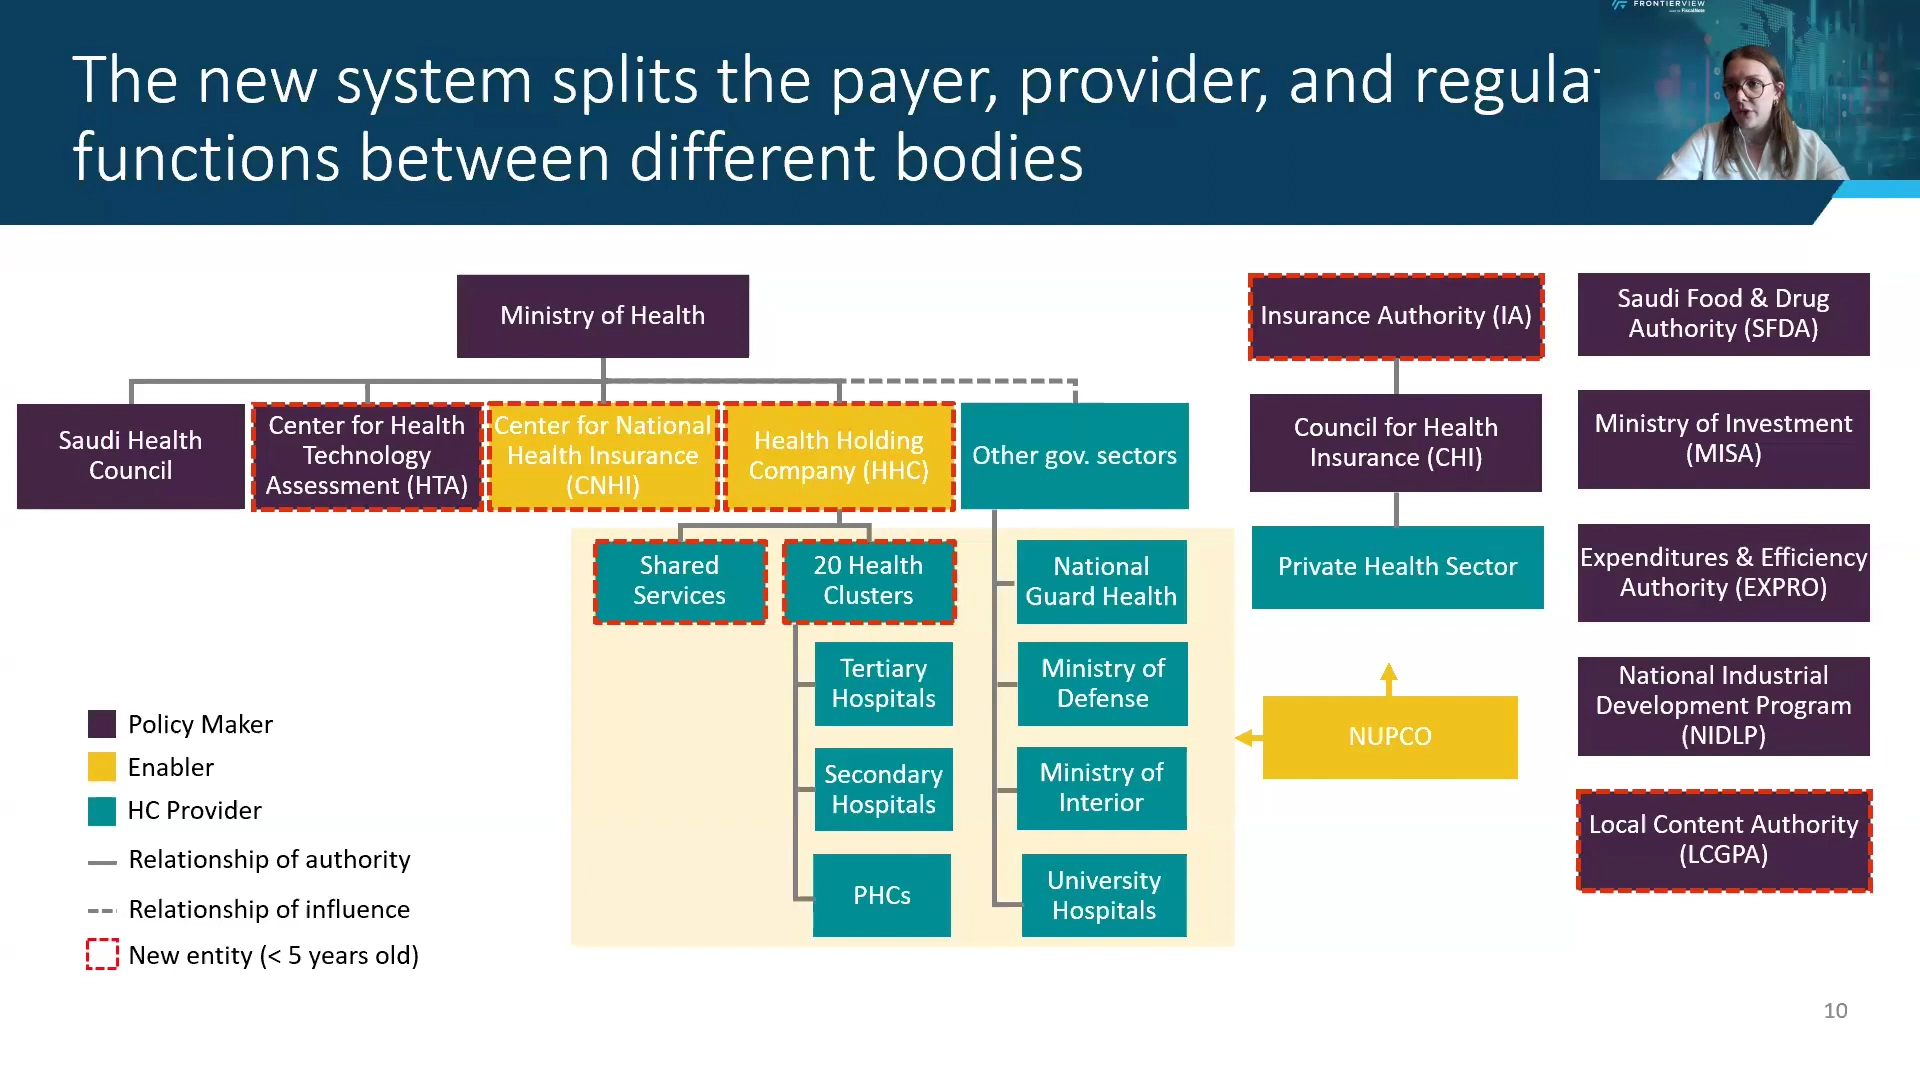 The new system splits the payer, provider, and regulat
functions between different bodies
FRONTIERVIEW
Ministry of Health
Saudi Health
Council
Center for Health
Technology
Assessment (HTA)
Center for National
Health Insurance
(CNHI)
Health Holding
Company (HHC)
Other gov. sectors
Shared
Services
20 Health
Clusters
Tertiary
Hospitals
Secondary
Hospitals
PHCs
National
Guard Health
Ministry of
Defense
Ministry of
Interior
University
Hospitals
Insurance Authority (IA)
Council for Health
Insurance (CHI)
Private Health Sector
NUPCO
Saudi Food & Drug
Authority (SFDA)
Ministry of Investment
(MISA)
Expenditures & Efficiency
Authority (EXPRO)
National Industrial
Development Program
(NIDLP)
Local Content Authority
(LCGPA)
Policy Maker
Enabler
HC Provider
Relationship of authority
Relationship of influence
New entity (< 5 years old)
10